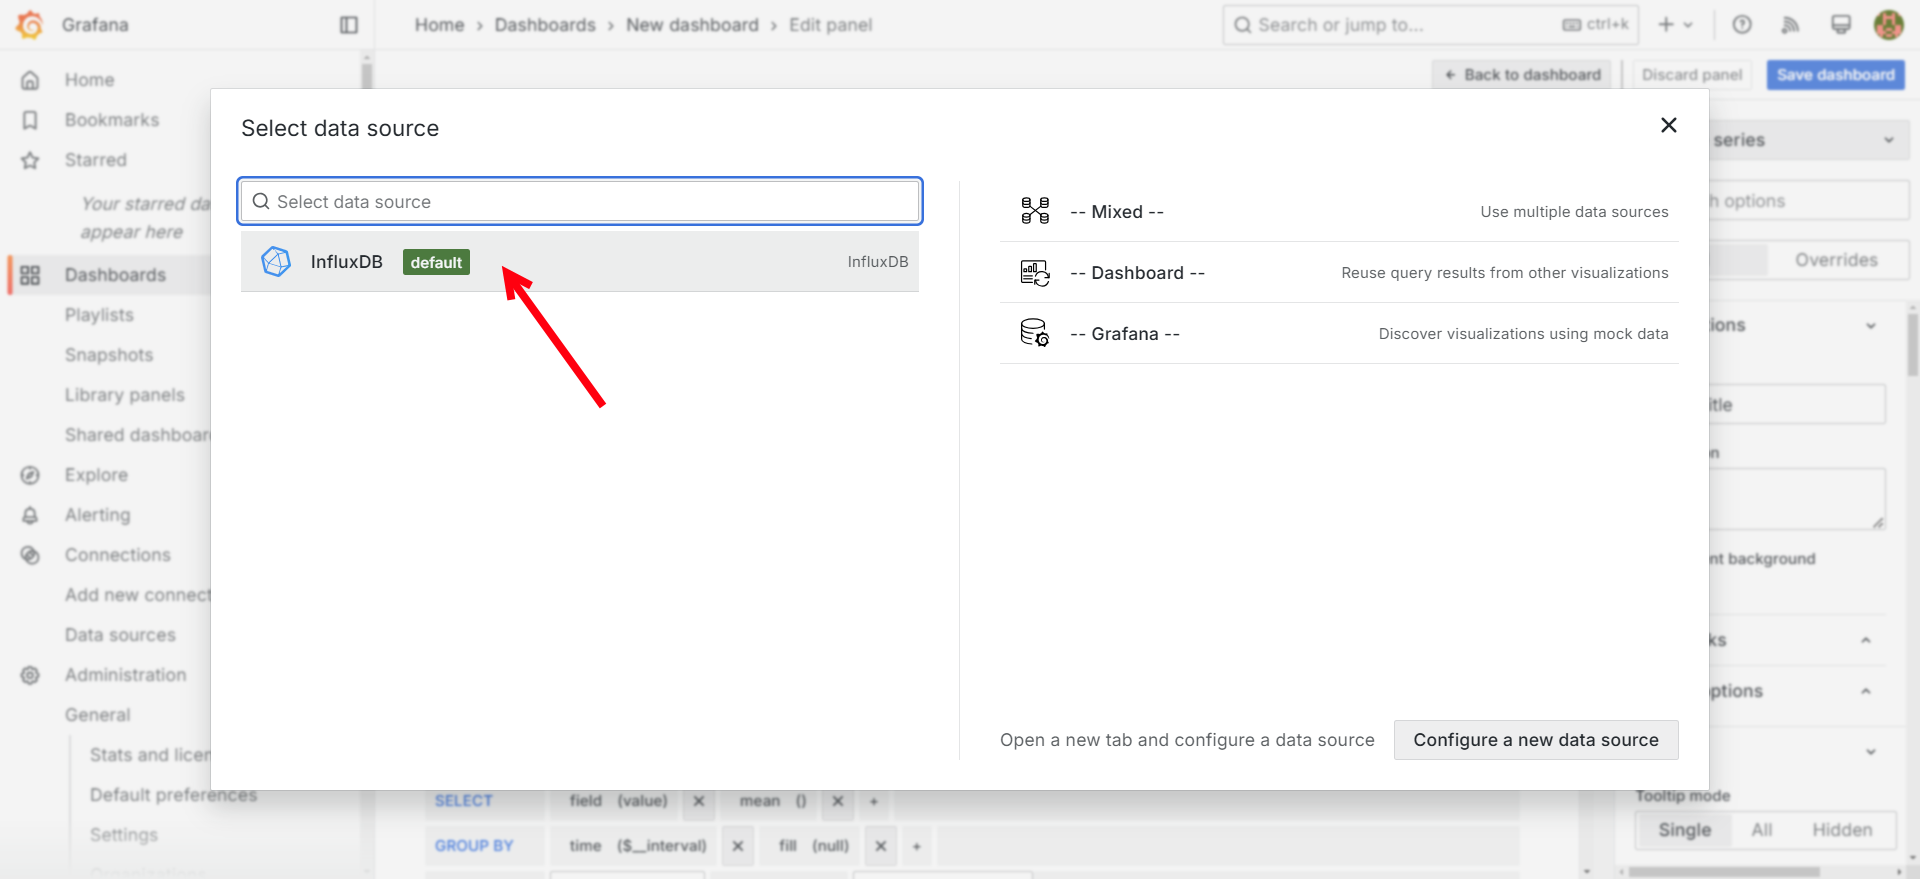 Grafana
Home › Dashboards › New dashboard › Edit panel
Search or jump to...
ctrl+k
Back to dashboard
Discard panel
Save dashboard
Home
Bookmarks
Starred
Your starred da
appear here
Dashboards
Playlists
Snapshots
Library panels
Shared dashboar
Explore
Alerting
Connections
Add new connect
Data sources
Administration
General
Stats and licen
Default preferences
Settings
Select data source
Select data source
InfluxDB default InfluxDB
-- Mixed -- Use multiple data sources
-- Dashboard -- Reuse query results from other visualizations
-- Grafana -- Discover visualizations using mock data
Open a new tab and configure a data source Configure a new data source
series
h options
Overrides
ions
itle
on
nt background
ks
ptions
Tooltip mode
Single All Hidden
SELECT field (value) mean () +
GROUP BY time ($__interval) fill (null) +